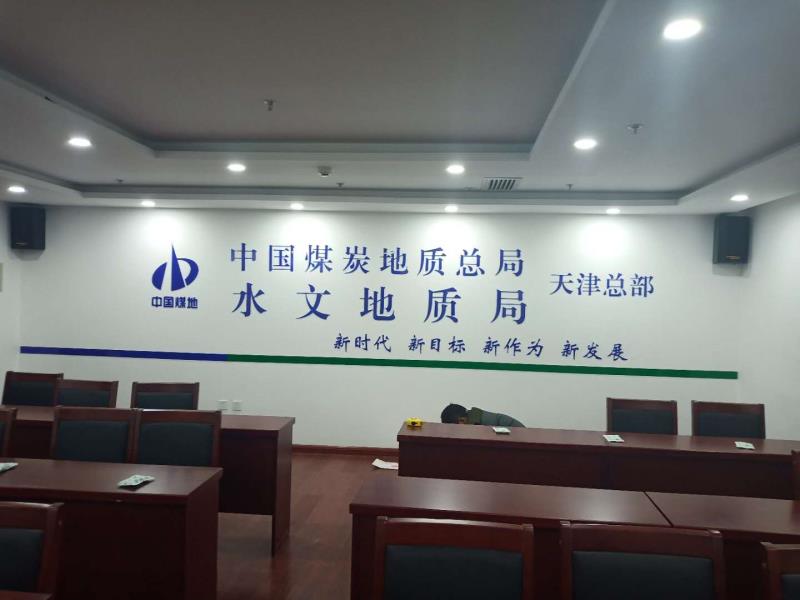 中国煤炭地质总局
水文地质局
天津总部
中国煤地
新时代 新目标 新作为 新发展